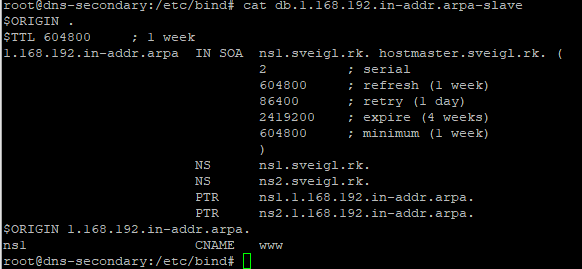 root@dns-secondary:/etc/bind# cat db.1.168.192.in-addr.arpa-slave
$ORIGIN .
$TTL 604800 ; 1 week
1.168.192.in-addr.arpa IN SOA ns1.sveigl.rk. hostmaster.sveigl.rk. (
2 ; serial
604800 ; refresh (1 week)
86400 ; retry (1 day)
2419200 ; expire (4 weeks)
604800 ; minimum (1 week)
)
NS ns1.sveigl.rk.
NS ns2.sveigl.rk.
PTR ns1.1.168.192.in-addr.arpa.
PTR ns2.1.168.192.in-addr.arpa.
$ORIGIN 1.168.192.in-addr.arpa.
ns1 CNAME www
root@dns-secondary:/etc/bind#